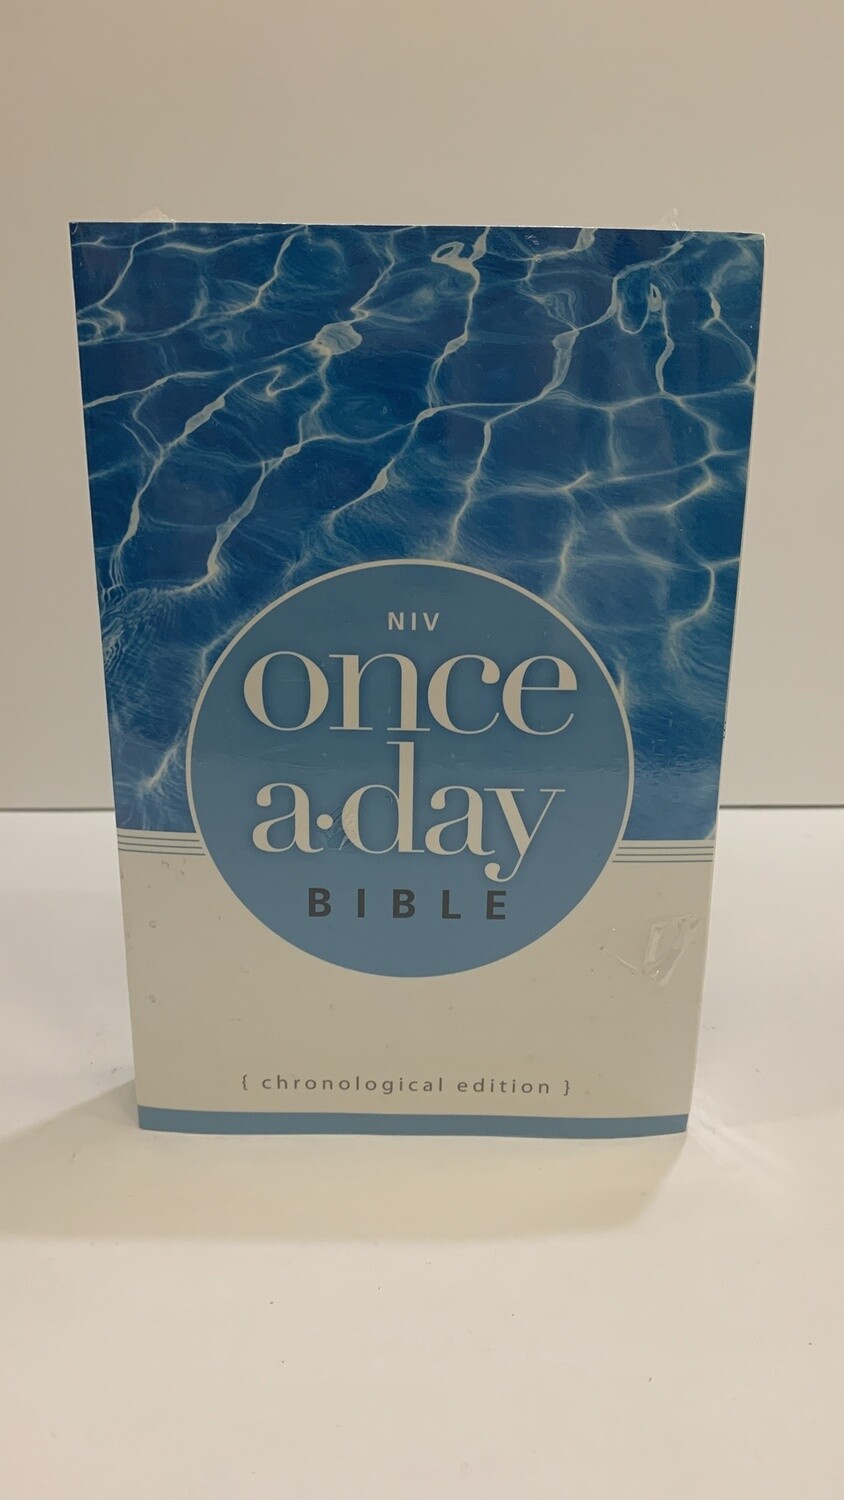 NIV
once
a·day
BIBLE
{ chronological edition }